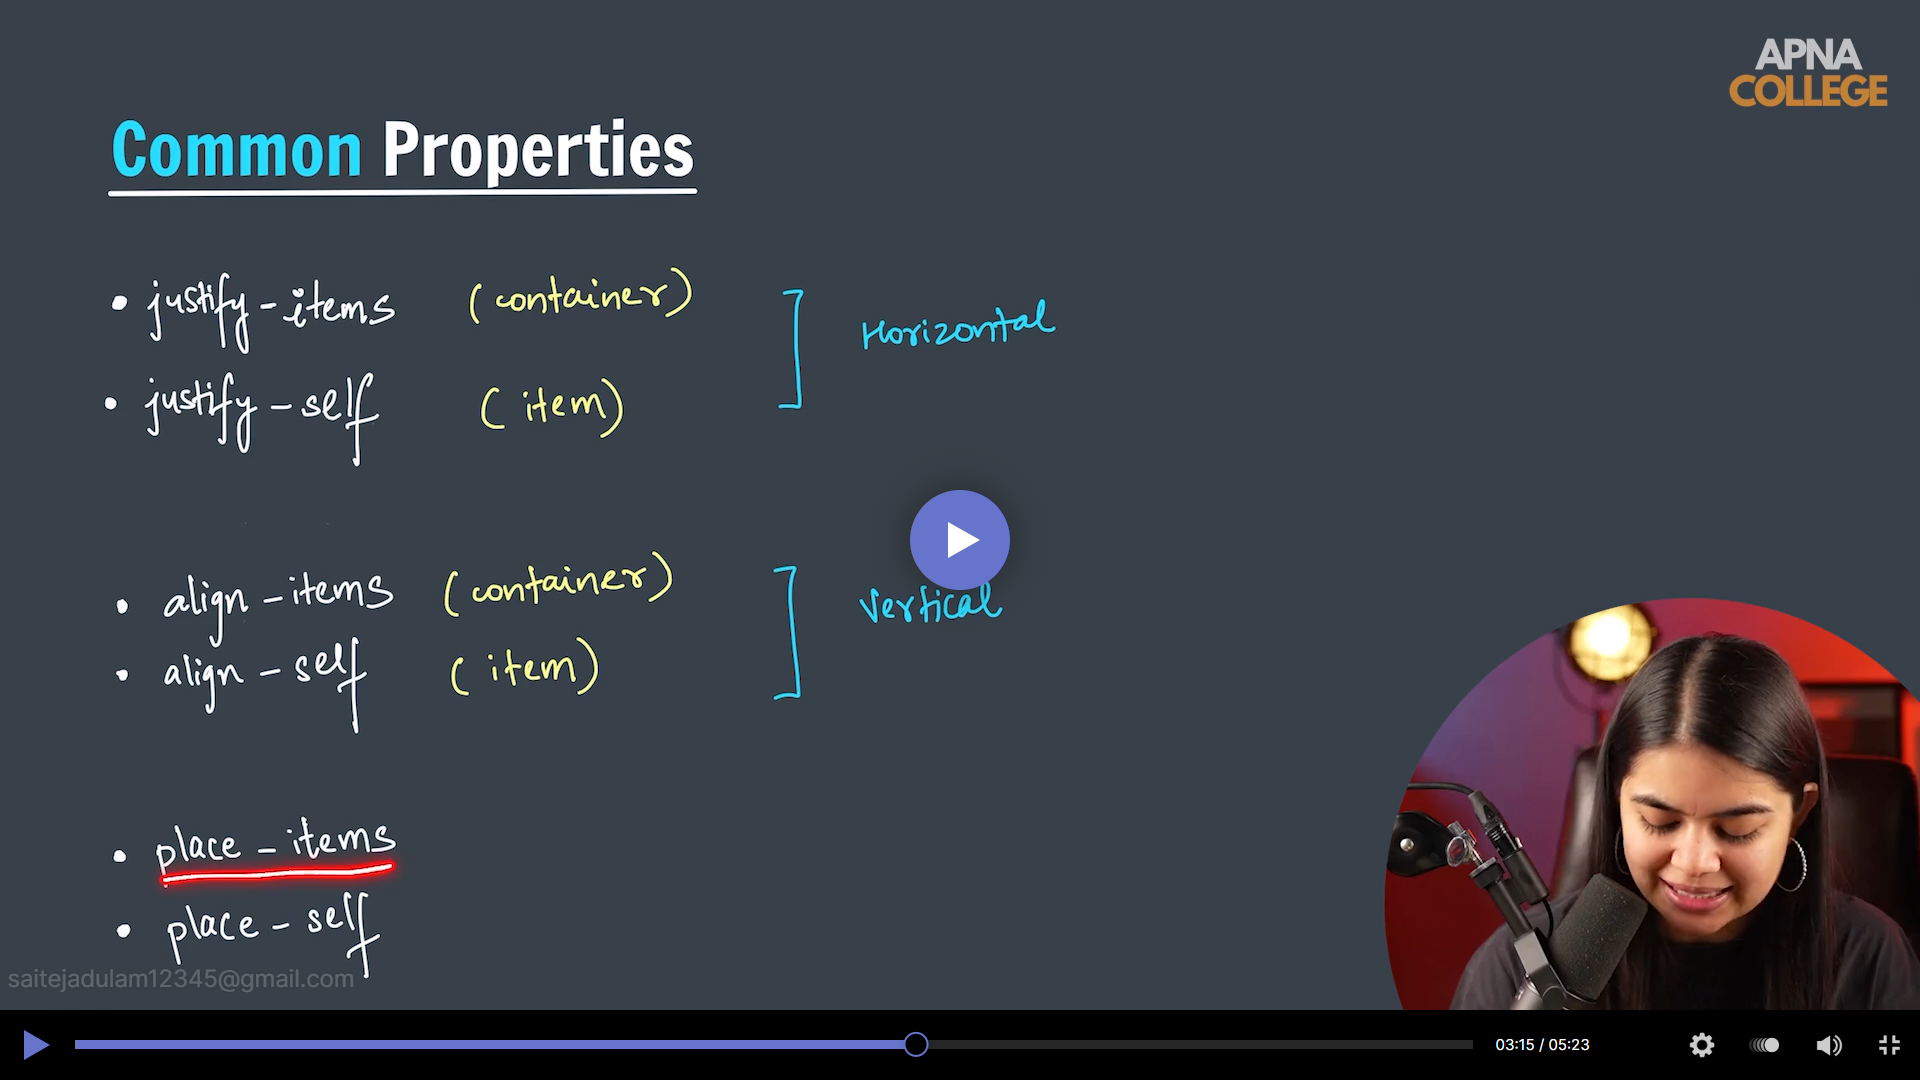 APNA
COLLEGE
Common Properties
• justify-items (container)
Horizontal
• justify-self (item)
• align-items (container)
Vertical
• align-self (item)
• place-items
• place-self
saitejadulam12345@gmail.com
03:15 / 05:23